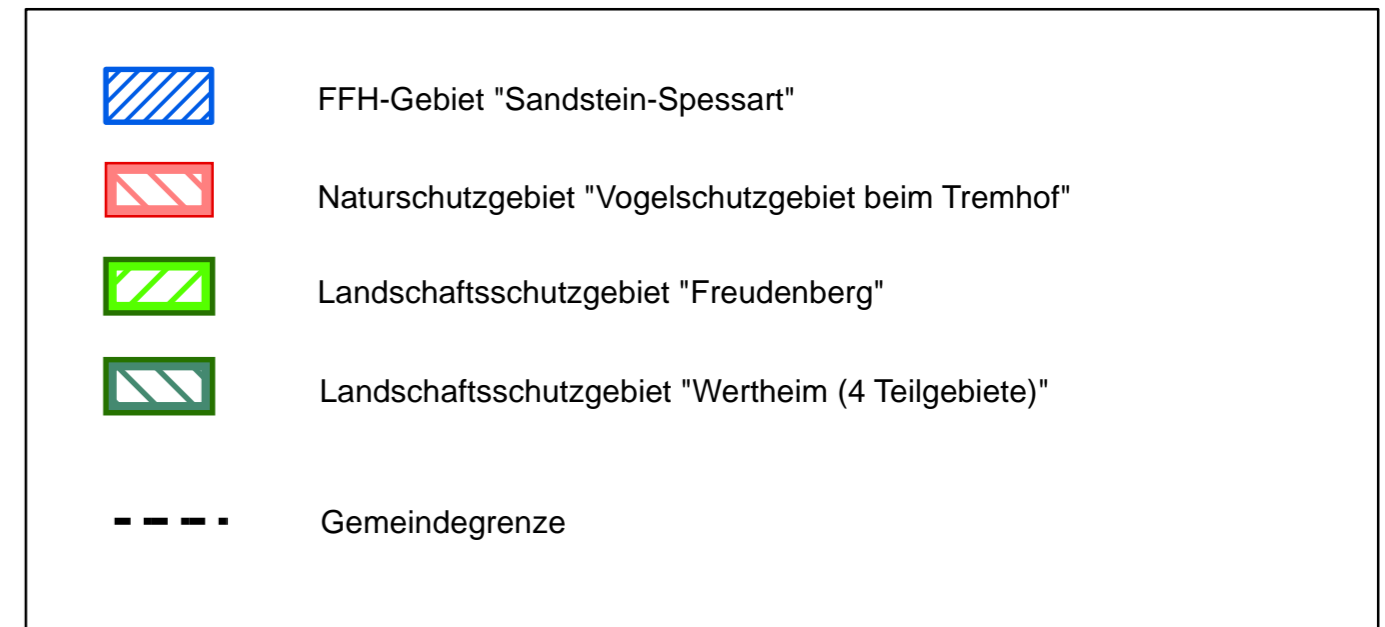 FFH-Gebiet "Sandstein-Spessart"
Naturschutzgebiet "Vogelschutzgebiet beim Tremhof"
Landschaftsschutzgebiet "Freudenberg"
Landschaftsschutzgebiet "Wertheim (4 Teilgebiete)"
Gemeindegrenze